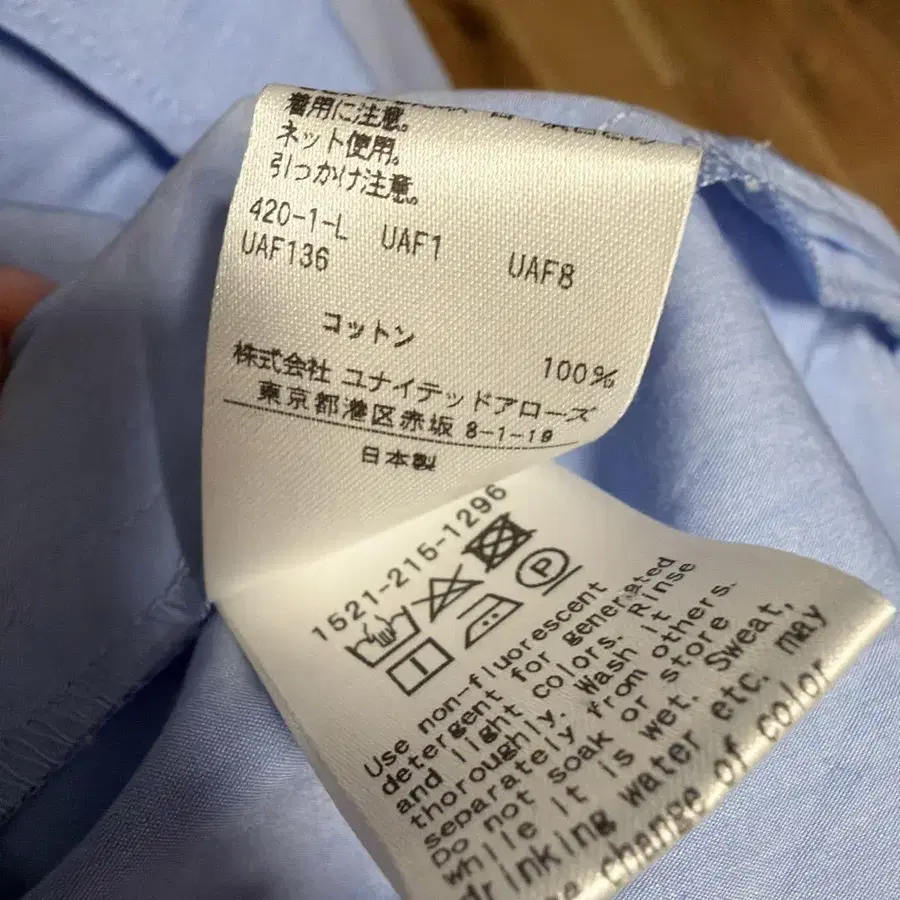 着用に注意。
ネット使用。
引っかけ注意。
420-1-L UAF1 UAF8
UAF136
コットン 100%
株式会社 ユナイテッドアローズ
東京都港区赤坂 8-1-19
日本製
1521-215-1296
P
Use non-fluorescent
detergent for generated
and light colors. Rinse
thoroughly. Wash it
separately from others.
Do not soak or store
while it is wet. Sweat,
drinking water etc. may
change of color